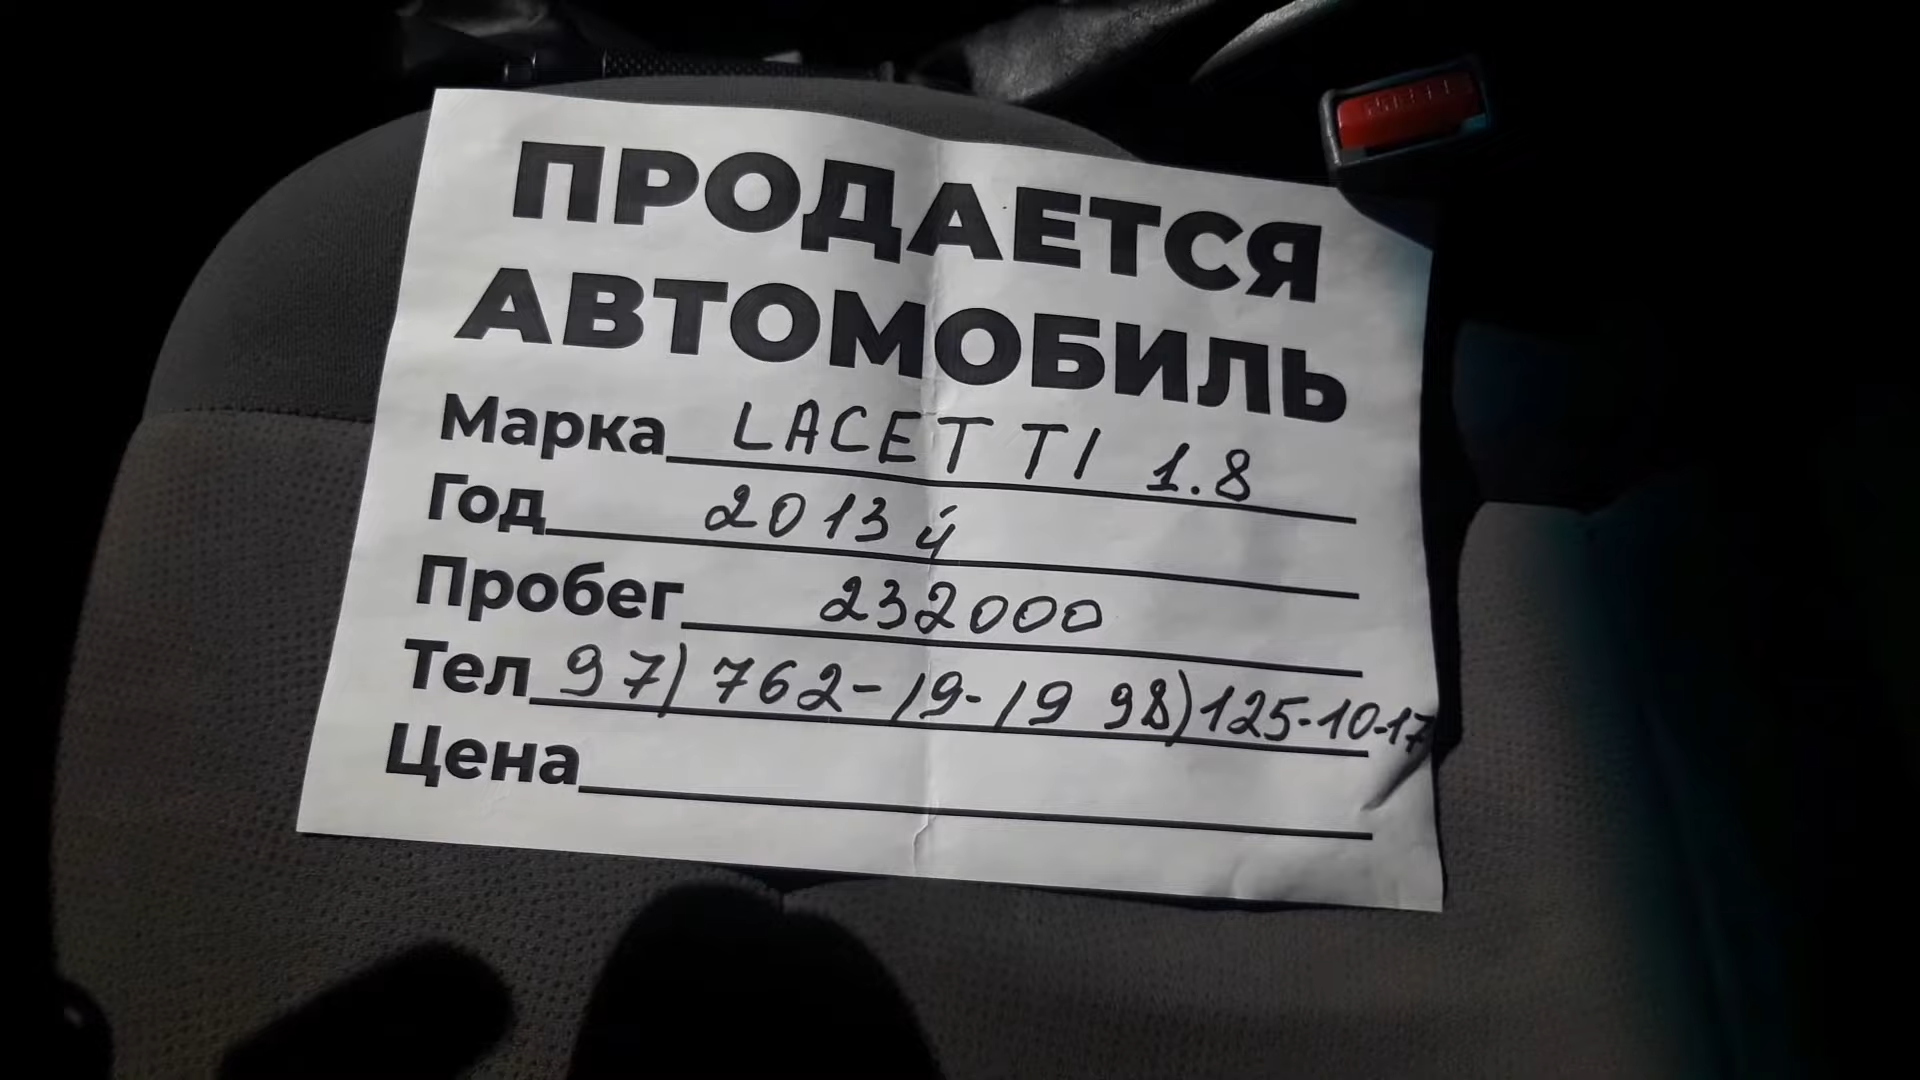 ПРОДАЕТСЯ
АВТОМОБИЛЬ
Марка LACETTI 1.8
Год 2013 й
Пробег 232000
Тел 97) 762-19-19 98) 125-10-17
Цена